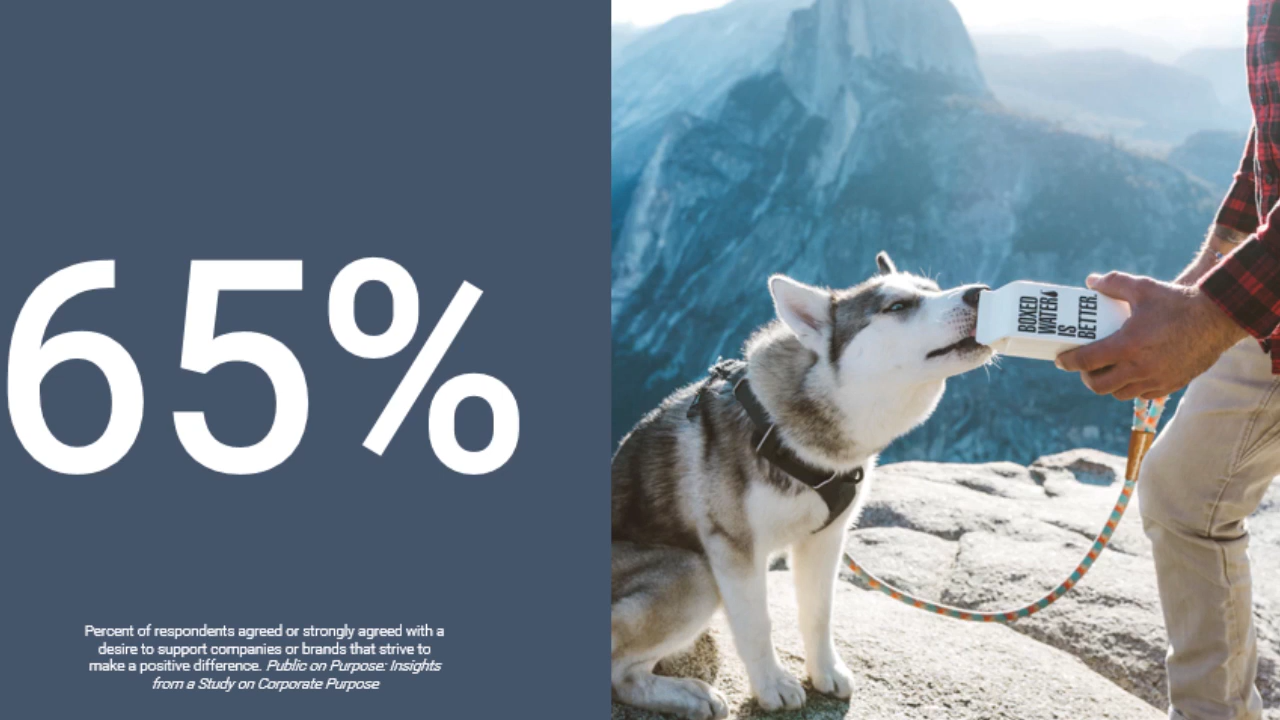 65%
Percent of respondents agreed or strongly agreed with a
desire to support companies or brands that strive to
make a positive difference. Public on Purpose: Insights
from a Study on Corporate Purpose
BOXED
WATER
IS
BETTER.